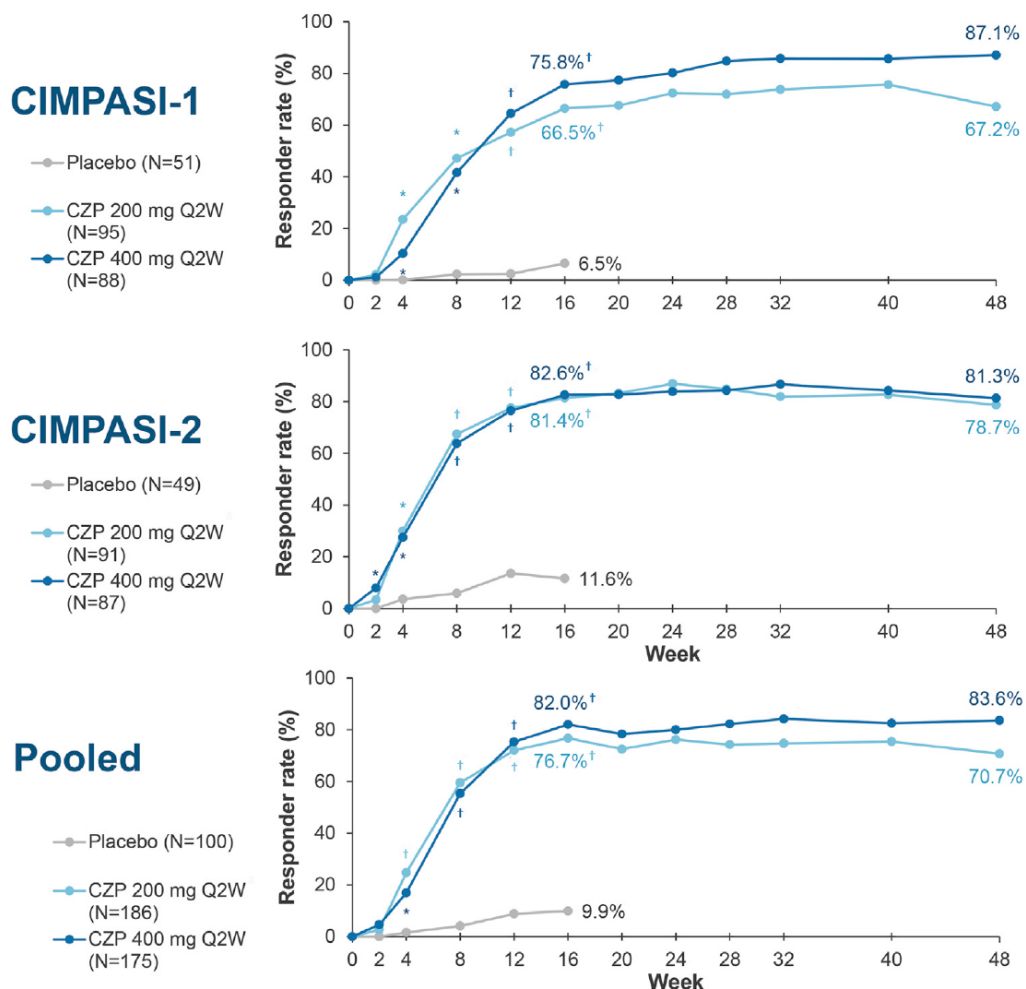 CIMPASI-1
Placebo (N=51)
CZP 200 mg Q2W
(N=95)
CZP 400 mg Q2W
(N=88)
Responder rate (%)
100
80
60
40
20
0
*
*
*
*
†
†
75.8%†
66.5%†
6.5%
87.1%
67.2%
0 2 4 8 12 16 20 24 28 32 40 48
CIMPASI-2
Placebo (N=49)
CZP 200 mg Q2W
(N=91)
CZP 400 mg Q2W
(N=87)
Responder rate (%)
100
80
60
40
20
0
*
*
*
†
†
†
†
82.6%†
81.4%†
11.6%
81.3%
78.7%
0 2 4 8 12 16 20 24 28 32 40 48
Week
Pooled
Placebo (N=100)
CZP 200 mg Q2W
(N=186)
CZP 400 mg Q2W
(N=175)
Responder rate (%)
100
80
60
40
20
0
†
*
†
†
†
†
82.0%†
76.7%†
9.9%
83.6%
70.7%
0 2 4 8 12 16 20 24 28 32 40 48
Week